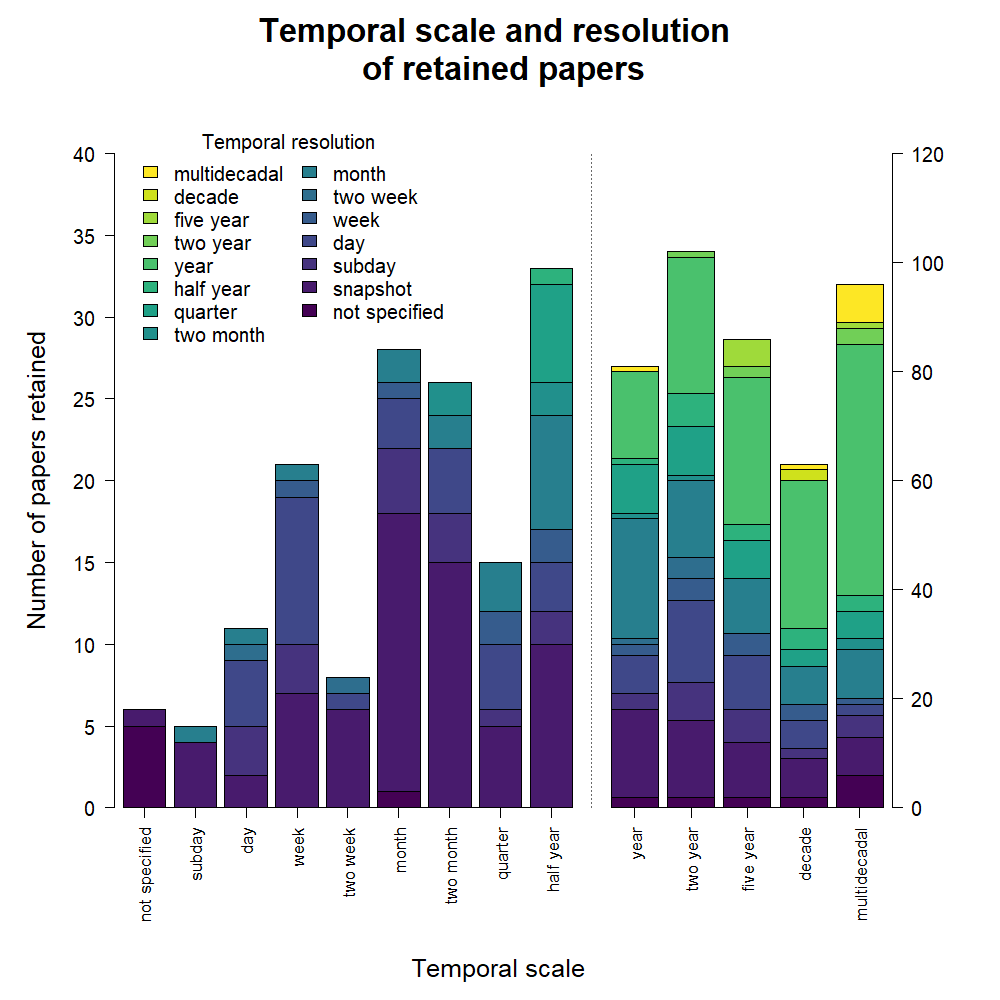 Temporal scale and resolution
of retained papers
Temporal resolution
multidecadal
decade
five year
two year
year
half year
quarter
two month
month
two week
week
day
subday
snapshot
not specified
Number of papers retained
40
35
30
25
20
15
10
5
0
120
100
80
60
40
20
0
not specified
subday
day
week
two week
month
two month
quarter
half year
year
two year
five year
decade
multidecadal
Temporal scale